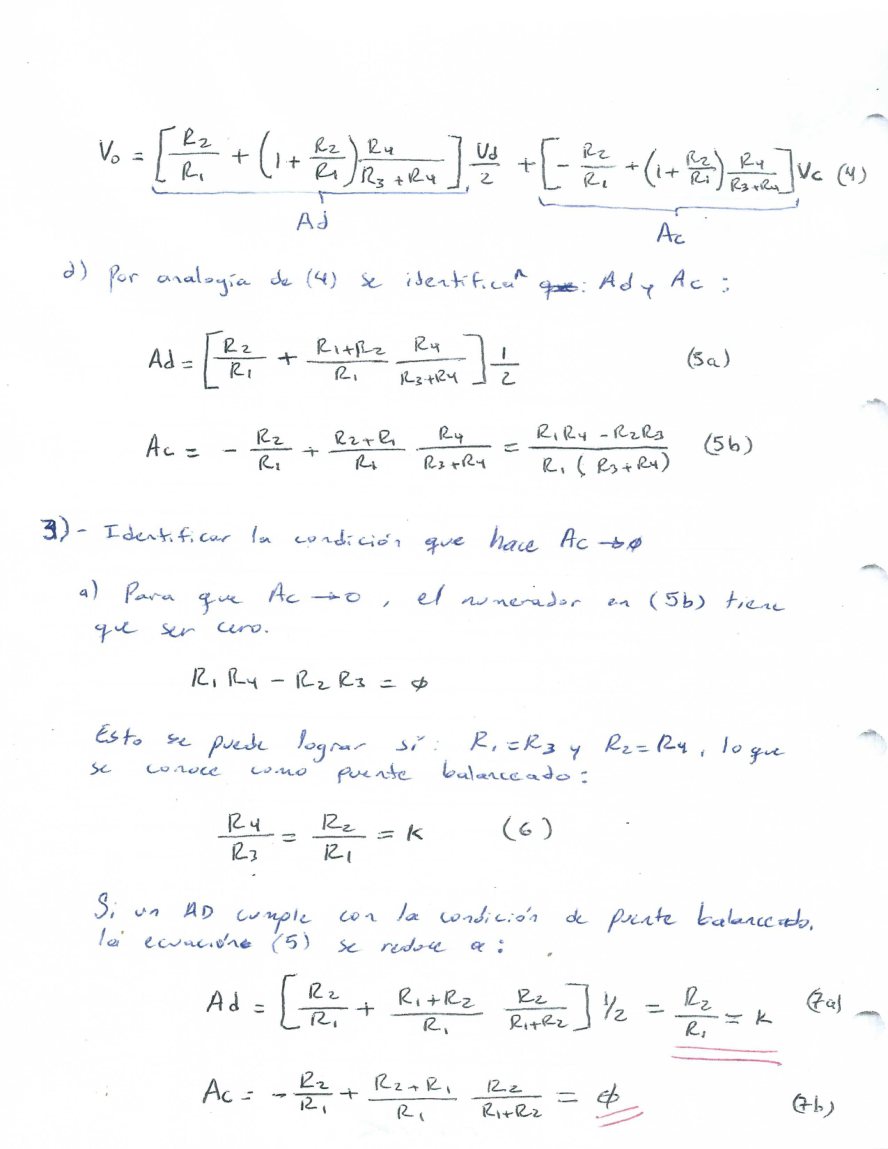 Vo = [R2/R1 + (1 + R2/R1) R4/(R3+R4)] Ud/2 + [- R2/R1 + (1 + R2/R1) R4/(R3+R4)] Vc (4)
Ad Ac
d) Por analogía de (4) se identifican : Ad y Ac :
Ad = [R2/R1 + (R1+R2)/R1 R4/(R3+R4)] 1/2 (5a)
Ac = - R2/R1 + (R2+R1)/R1 R4/(R3+R4) = (R1R4 - R2R3)/(R1(R3+R4)) (5b)
3)- Identificar la condición que hace Ac → ϕ
a) Para que Ac → 0, el numerador en (5b) tiene
que ser cero.
R1R4 - R2R3 = ϕ
Esto se puede lograr si: R1=R3 y R2=R4, lo que
se conoce como puente balanceado:
R4/R3 = R2/R1 = K (6)
Si un AD cumple con la condición de puente balanceado,
la ecuación (5) se reduce a:
Ad = [R2/R1 + (R1+R2)/R1 R2/(R1+R2)] 1/2 = R2/R1 = K (7a)
Ac = - R2/R1 + (R2+R1)/R1 R2/(R1+R2) = ϕ (7b)